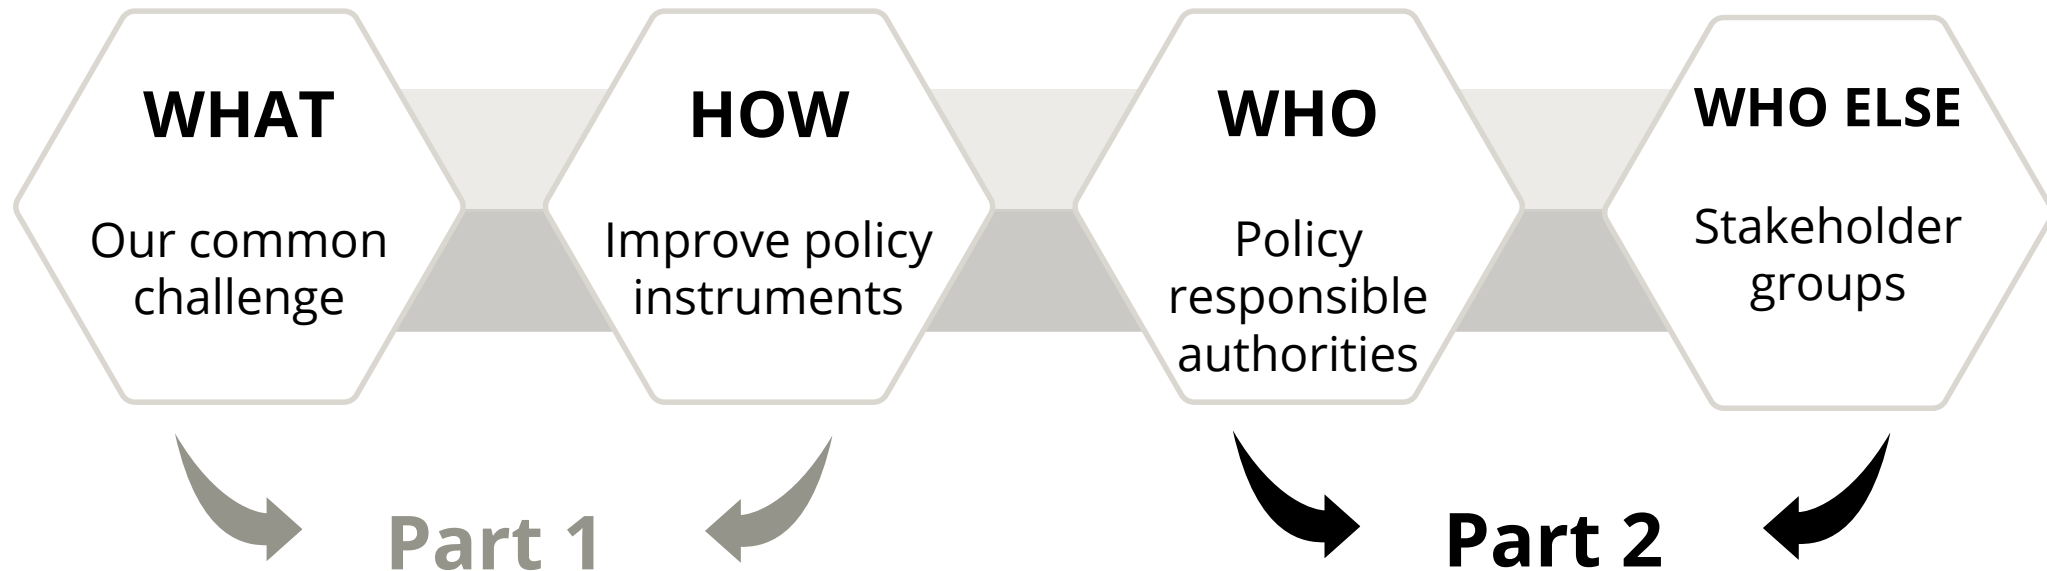 WHAT
Our common
challenge
HOW
Improve policy
instruments
WHO
Policy
responsible
authorities
WHO ELSE
Stakeholder
groups
Part 1
Part 2